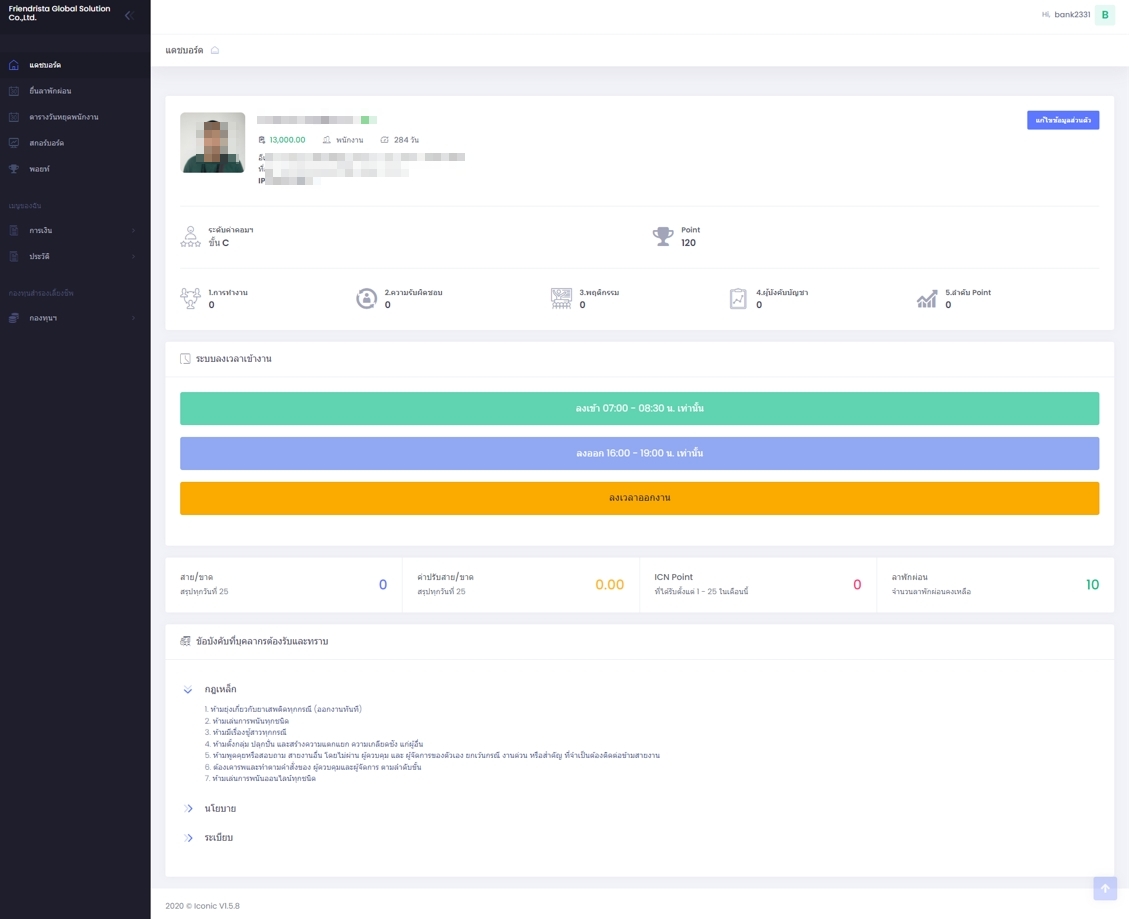 Friendrista Global Solution
Co.,Ltd.
Hi, bank2331 B
แดชบอร์ด
แดชบอร์ด
ยื่นลาพักผ่อน
ตารางวันหยุดพนักงาน
สกอร์บอร์ด
พอยท์
เมนูของฉัน
การเงิน
ประวัติ
กองทุนสำรองเลี้ยงชีพ
กองทุนฯ
แก้ไขข้อมูลส่วนตัว
13,000.00 พนักงาน 284 วัน
IP
ระดับค่าคอมฯ
ขั้น C
Point
120
1.การทำงาน
0
2.ความรับผิดชอบ
0
3.พฤติกรรม
0
4.ผู้บังคับบัญชา
0
5.ลำดับ Point
0
ระบบลงเวลาเข้างาน
ลงเข้า 07:00 - 08:30 น. เท่านั้น
ลงออก 16:00 - 19:00 น. เท่านั้น
ลงเวลาออกงาน
สาย/ขาด
สรุปทุกวันที่ 25
0
ค่าปรับสาย/ขาด
สรุปทุกวันที่ 25
0.00
ICN Point
ที่ได้รับตั้งแต่ 1 - 25 ในเดือนนี้
0
ลาพักผ่อน
จำนวนลาพักผ่อนคงเหลือ
10
ข้อบังคับที่บุคลากรต้องรับและทราบ
กฎเหล็ก
1. ห้ามยุ่งเกี่ยวกับยาเสพติดทุกกรณี (ออกงานทันที)
2. ห้ามเล่นการพนันทุกชนิด
3. ห้ามมีเรื่องชู้สาวทุกกรณี
4. ห้ามตั้งกลุ่ม ปลุกปั่น และสร้างความแตกแยก ความเกลียดชัง แก่ผู้อื่น
5. ห้ามพูดคุยหรือสอบถาม สายงานอื่น โดยไม่ผ่าน ผู้ควบคุม และ ผู้จัดการของตัวเอง ยกเว้นกรณี งานด่วน หรือสำคัญ ที่จำเป็นต้องติดต่อข้ามสายงาน
6. ต้องเคารพและทำตามคำสั่งของ ผู้ควบคุมและผู้จัดการ ตามลำดับชั้น
7. ห้ามเล่นการพนันออนไลน์ทุกชนิด
นโยบาย
ระเบียบ
2020 © Iconic V1.5.8